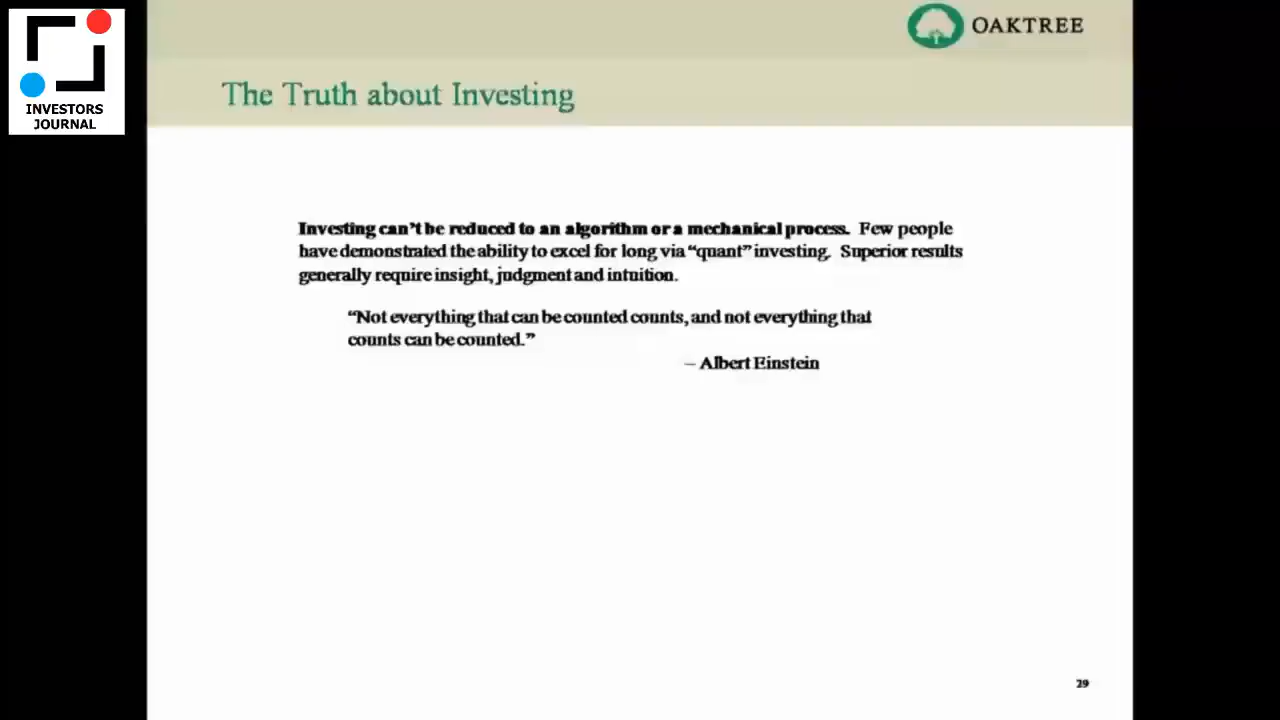 INVESTORS
JOURNAL
OAKTREE
The Truth about Investing
Investing can't be reduced to an algorithm or a mechanical process. Few people
have demonstrated the ability to excel for long via “quant” investing. Superior results
generally require insight, judgment and intuition.
“Not everything that can be counted counts, and not everything that
counts can be counted.”
– Albert Einstein
29